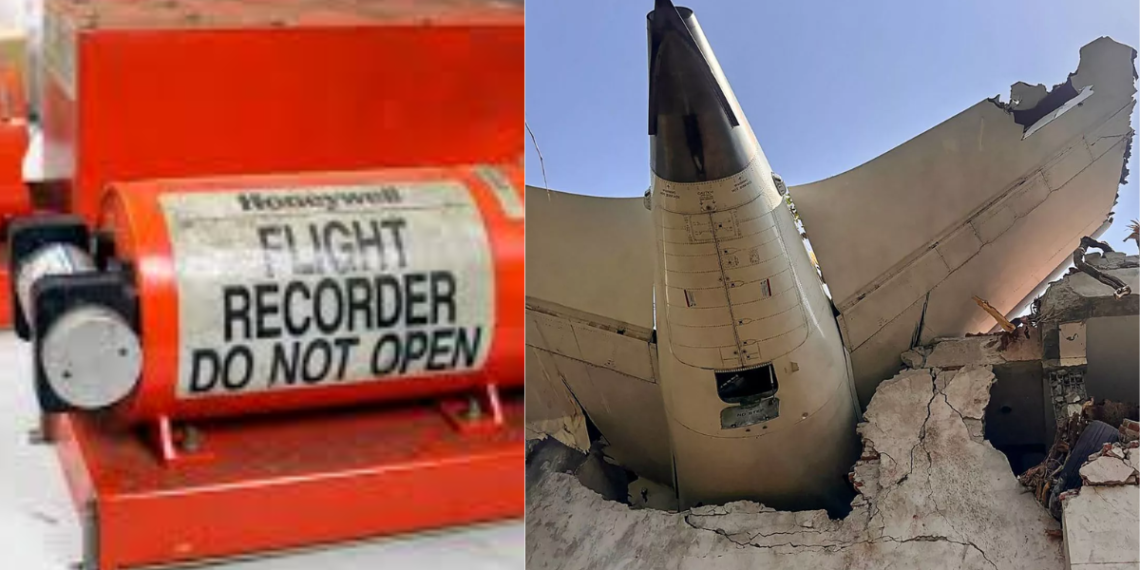 Honeywell
FLIGHT
RECORDER
DO NOT OPEN